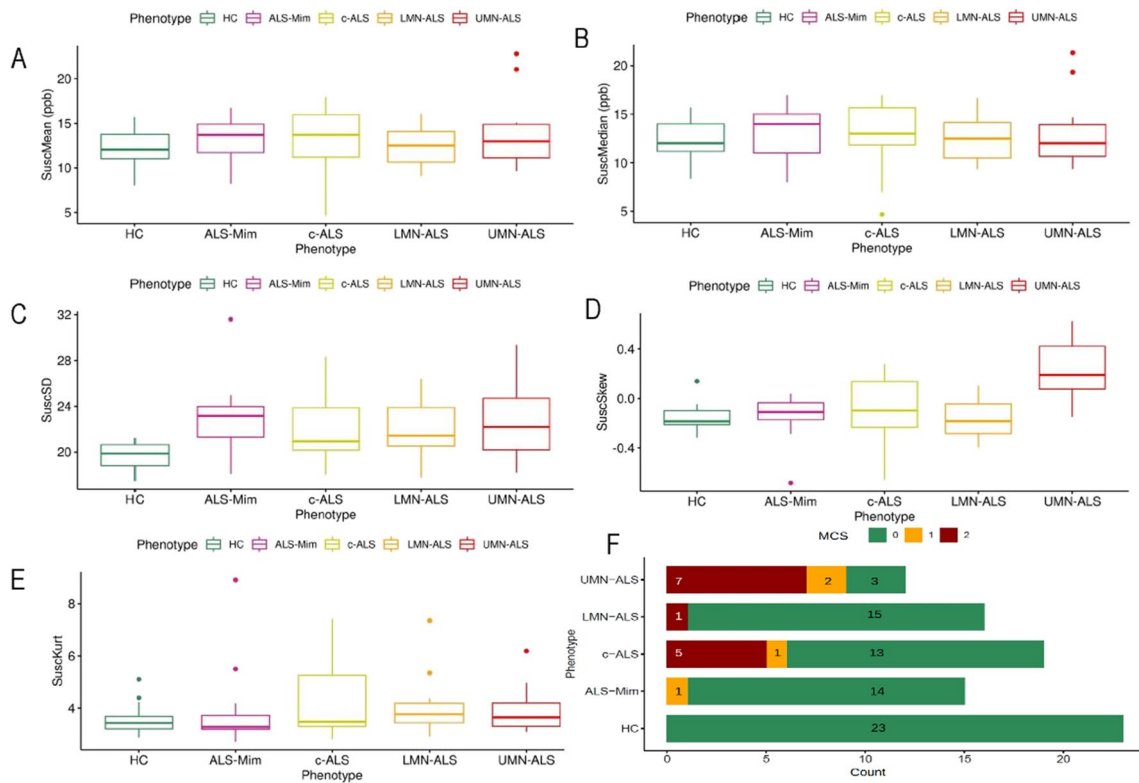 Phenotype HC ALS-Mim c-ALS LMN-ALS UMN-ALS
A
SuscMean (ppb)
20
15
10
5
HC ALS-Mim c-ALS LMN-ALS UMN-ALS
Phenotype
Phenotype HC ALS-Mim c-ALS LMN-ALS UMN-ALS
B
SuscMedian (ppb)
20
15
10
5
HC ALS-Mim c-ALS LMN-ALS UMN-ALS
Phenotype
Phenotype HC ALS-Mim c-ALS LMN-ALS UMN-ALS
C
SuscSD
32
28
24
20
HC ALS-Mim c-ALS LMN-ALS UMN-ALS
Phenotype
Phenotype HC ALS-Mim c-ALS LMN-ALS UMN-ALS
D
SuscSkew
0.4
0.0
-0.4
HC ALS-Mim c-ALS LMN-ALS UMN-ALS
Phenotype
Phenotype HC ALS-Mim c-ALS LMN-ALS UMN-ALS
E
SuscKurt
8
6
4
HC ALS-Mim c-ALS LMN-ALS UMN-ALS
Phenotype
F
MCS 0 1 2
Phenotype
UMN-ALS 7 2 3
LMN-ALS 1 15
c-ALS 5 1 13
ALS-Mim 1 14
HC 23
0 5 10 15 20
Count